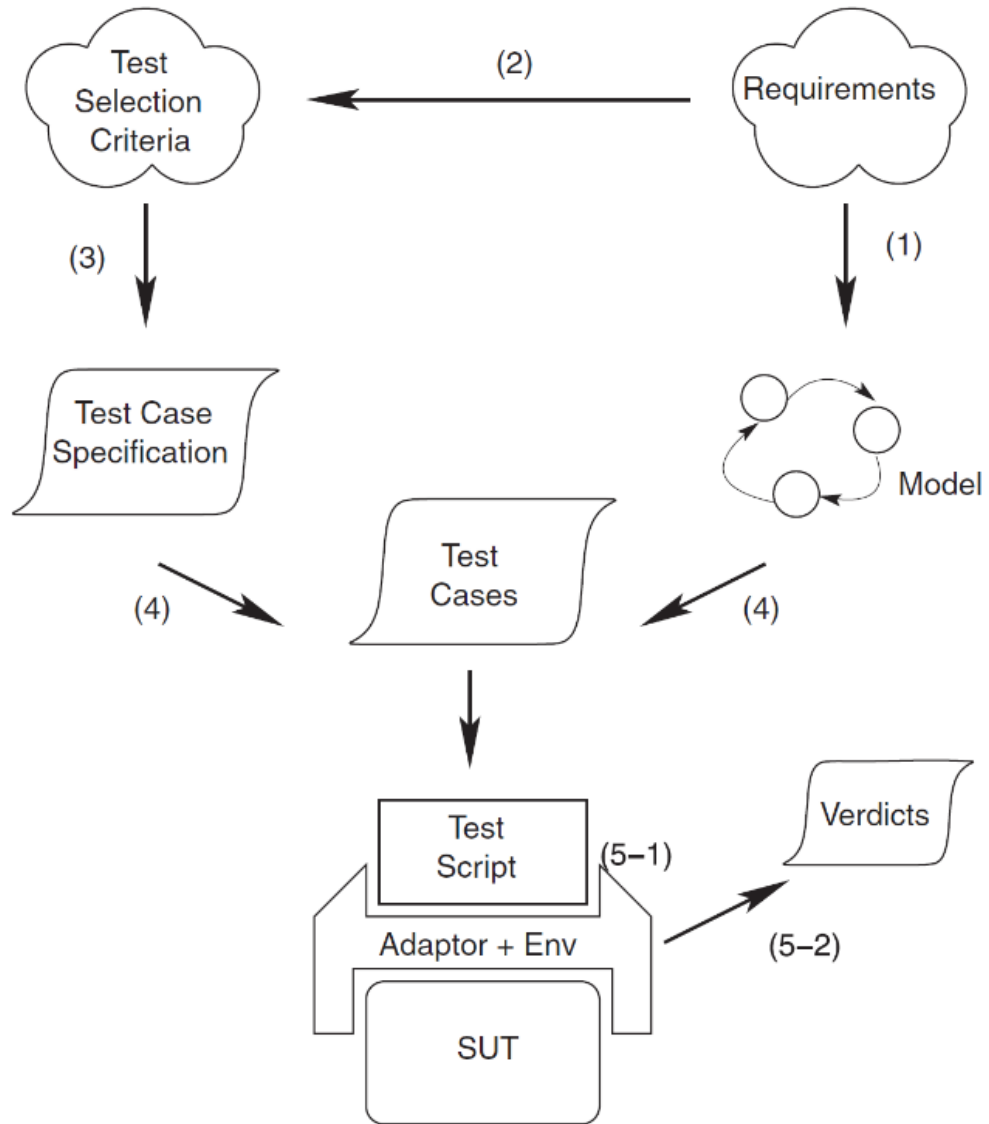 Test
Selection
Criteria
(2)
Requirements
(3)
(1)
Test Case
Specification
Model
Test
Cases
(4)
(4)
Test
Script
(5–1)
Verdicts
Adaptor + Env
(5–2)
SUT